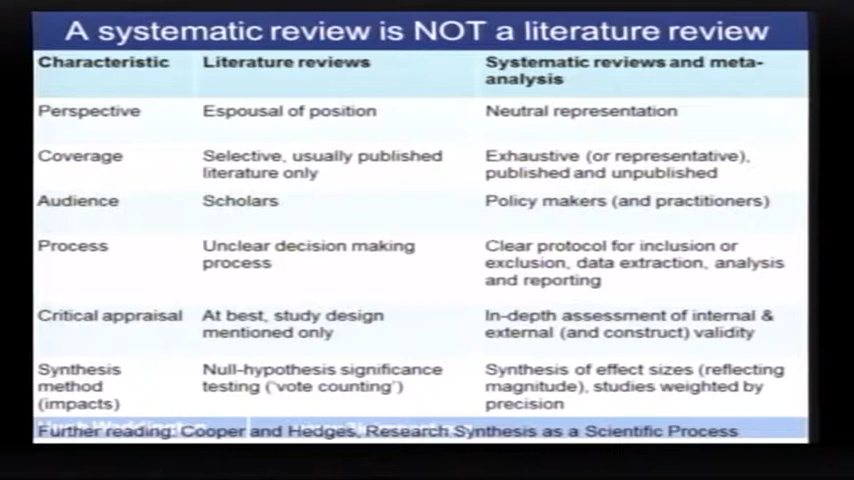 A systematic review is NOT a literature review
Characteristic Literature reviews Systematic reviews and meta-
analysis
Perspective Espousal of position Neutral representation
Coverage Selective, usually published Exhaustive (or representative),
literature only published and unpublished
Audience Scholars Policy makers (and practitioners)
Process Unclear decision making Clear protocol for inclusion or
process exclusion, data extraction, analysis
and reporting
Critical appraisal At best, study design In-depth assessment of internal &
mentioned only external (and construct) validity
Synthesis Null-hypothesis significance Synthesis of effect sizes (reflecting
method testing (‘vote counting’) magnitude), studies weighted by
(impacts) precision
Further reading: Cooper and Hedges, Research Synthesis as a Scientific Process